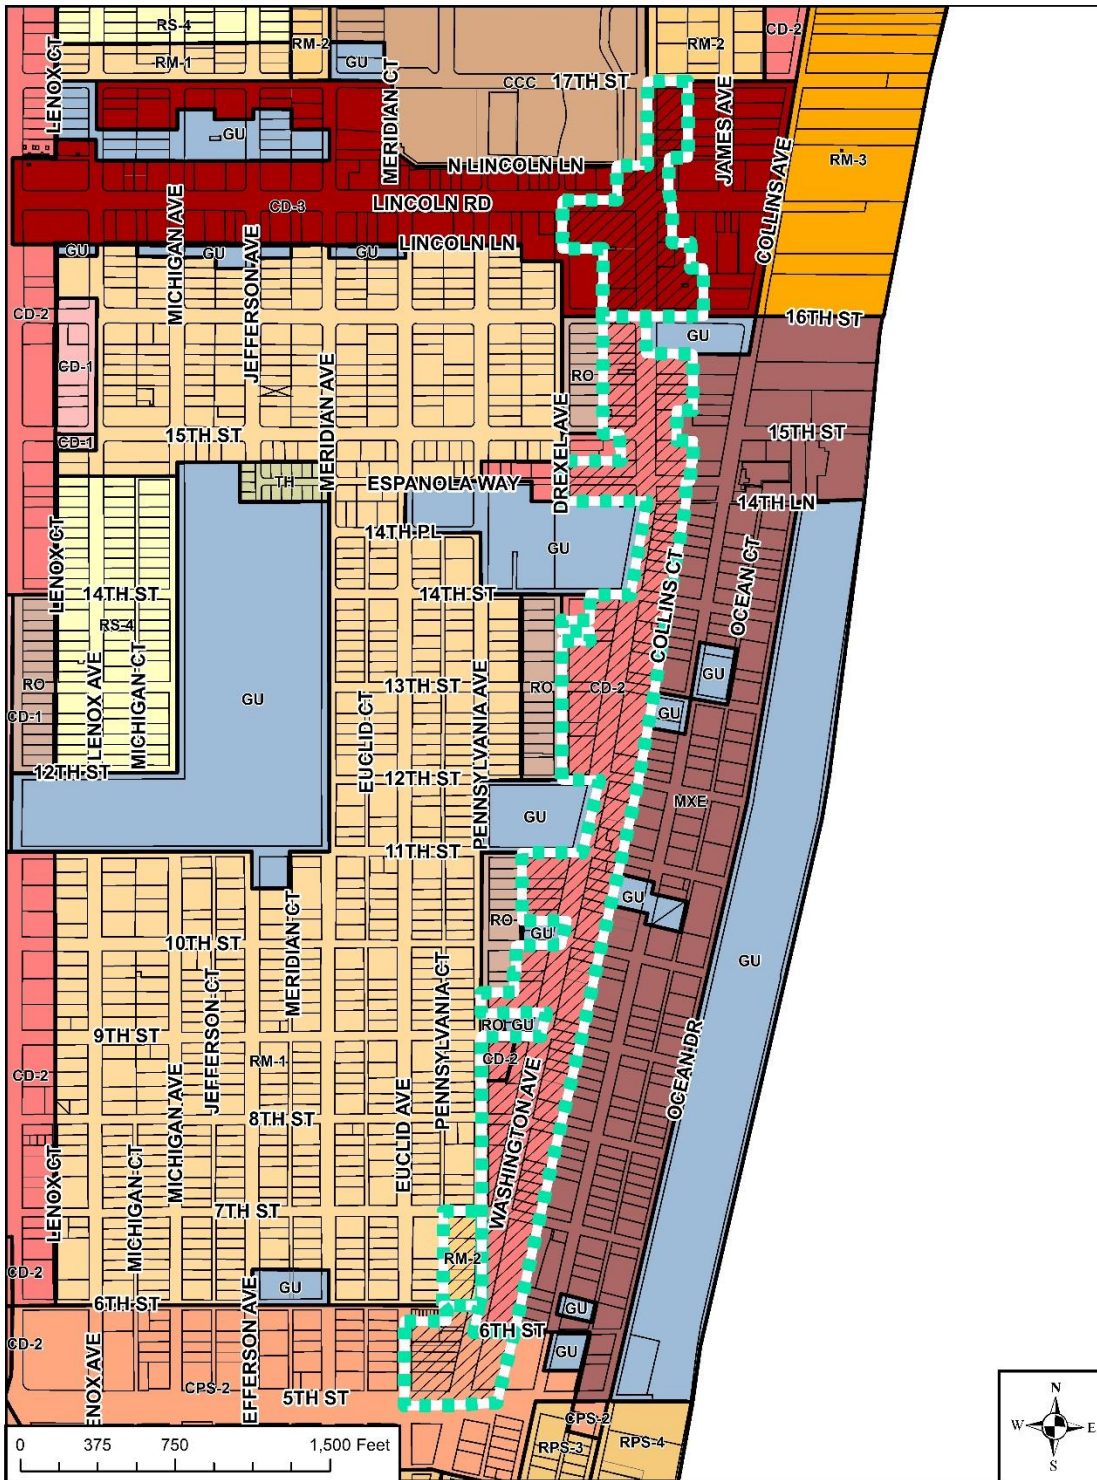 RS-4
RM-2
RM-2
CD-2
RM-1
GU
CCC
17TH ST
LENOX CT
MERIDIAN CT
JAMES AVE
GU
N LINCOLN LN
RM-3
CD-3
LINCOLN RD
MICHIGAN AVE
COLLINS AVE
GU
GU
GU
LINCOLN LN
JEFFERSON AVE
CD-2
16TH ST
GU
CD-1
RO
MERIDIAN AVE
DREXEL AVE
15TH ST
15TH ST
CD-1
TH
ESPANOLA WAY
14TH LN
14TH PL
GU
LENOX CT
COLLINS CT
OCEAN CT
14TH ST
14TH ST
RS-4
LENOX AVE
MICHIGAN CT
RO
13TH ST
RO
CD-2
GU
GU
GU
CD-1
EUCLID CT
PENNSYLVANIA AVE
12TH ST
12TH ST
MXE
GU
11TH ST
MERIDIAN CT
RO
GU
GU
10TH ST
GU
JEFFERSON CT
PENNSYLVANIA CT
RO
GU
9TH ST
CD-2
RM-1
CD-2
OCEAN DR
MICHIGAN AVE
EUCLID AVE
8TH ST
WASHINGTON AVE
LENOX CT
MICHIGAN CT
7TH ST
RM-2
CD-2
GU
6TH ST
GU
6TH ST
CD-2
GU
ENOX AVE
EFFERSON AVE
CPS-2
5TH ST
CPS-2
RPS-3
RPS-4
0 375 750 1,500 Feet
N
W E
S